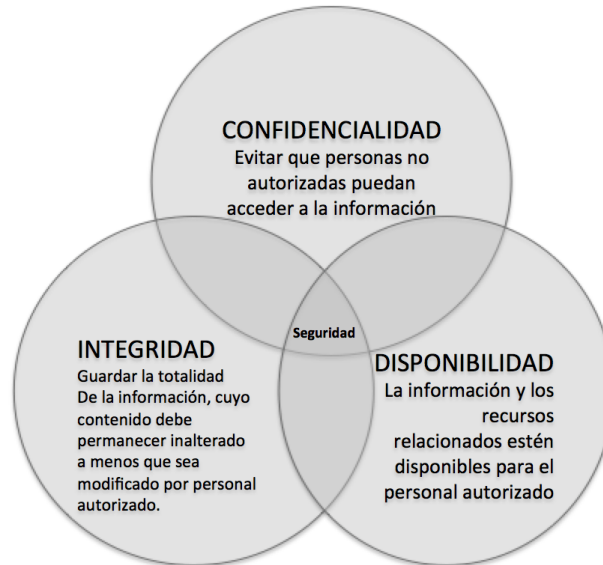 CONFIDENCIALIDAD
Evitar que personas no
autorizadas puedan
acceder a la información
Seguridad
INTEGRIDAD
Guardar la totalidad
De la información, cuyo
contenido debe
permanecer inalterado
a menos que sea
modificado por personal
autorizado.
DISPONIBILIDAD
La información y los
recursos
relacionados estén
disponibles para el
personal autorizado